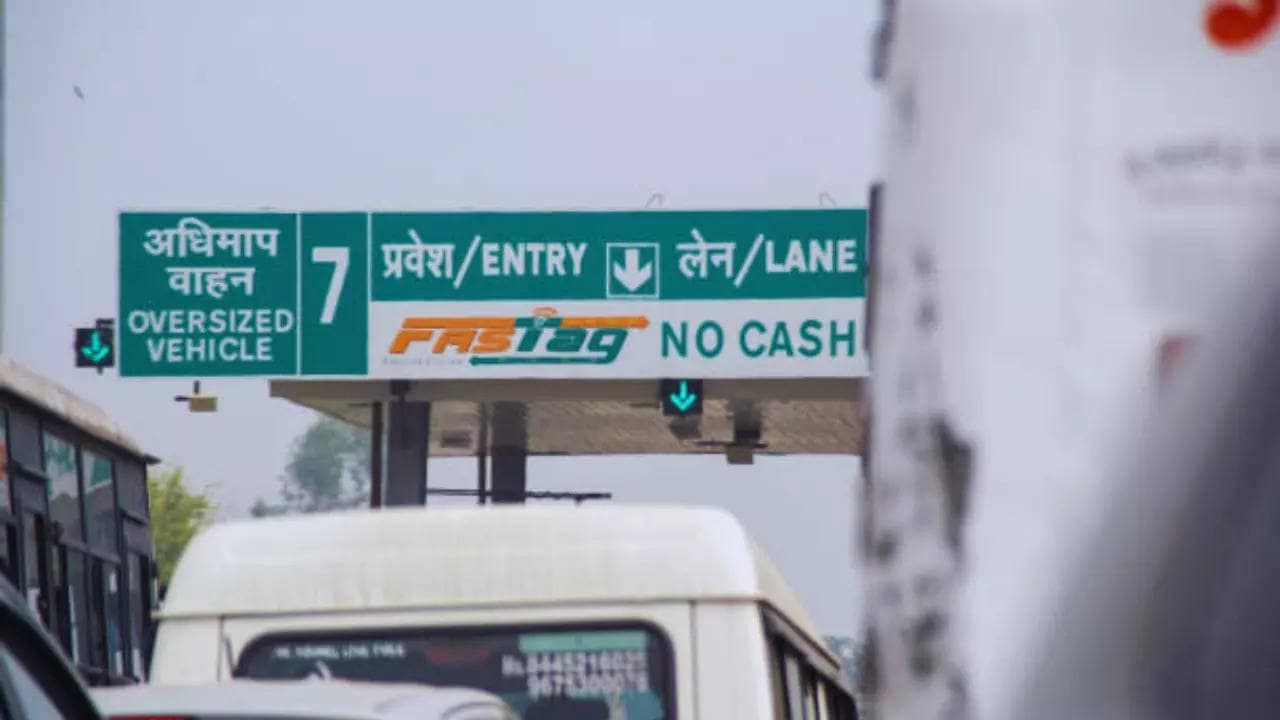 अधिमाप
वाहन
OVERSIZED
VEHICLE
7
प्रवेश/ENTRY
लेन/LANE
FASTag NO CASH